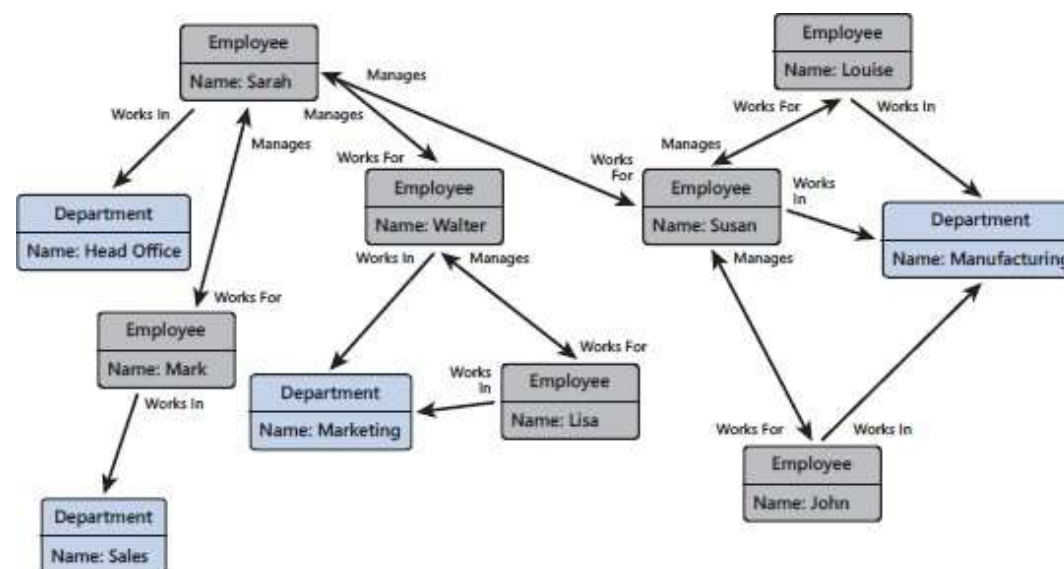 Employee
Name: Sarah
Employee
Name: Louise
Manages
Works In
Manages
Manages
Works For
Works In
Works For
Works
For
Manages
Employee
Name: Walter
Employee
Name: Susan
Works
In
Department
Name: Head Office
Department
Name: Manufacturing
Works In
Manages
Manages
Works For
Employee
Name: Mark
Works For
Works In
Department
Name: Marketing
Works
In
Employee
Name: Lisa
Works For
Works In
Employee
Name: John
Department
Name: Sales